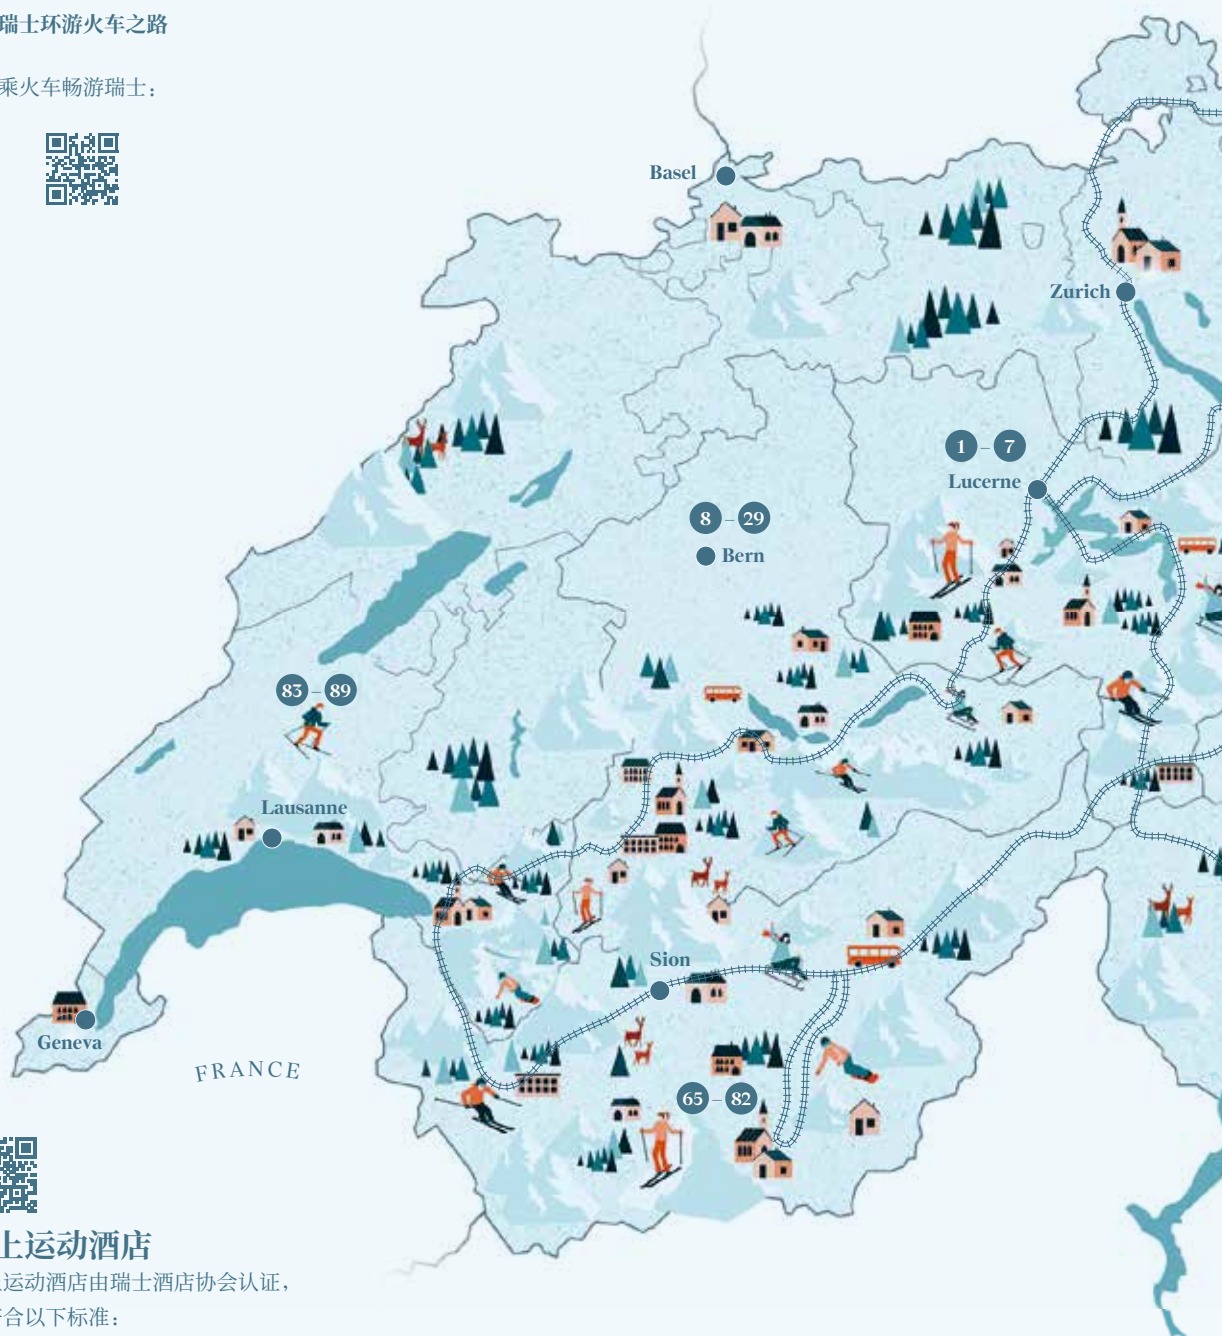 瑞士环游火车之路
乘火车畅游瑞士：
Basel
Zurich
1 – 7
Lucerne
8 – 29
Bern
83 – 89
Lausanne
Sion
Geneva
FRANCE
65 – 82
上运动酒店
运动酒店由瑞士酒店协会认证，
合以下标准：